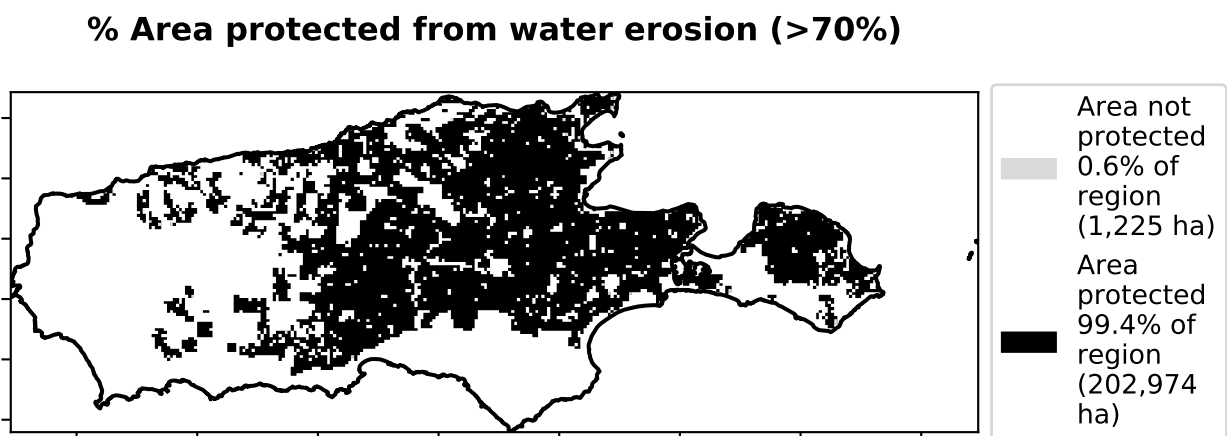 % Area protected from water erosion (>70%)
Area not
protected
0.6% of
region
(1,225 ha)
Area
protected
99.4% of
region
(202,974
ha)